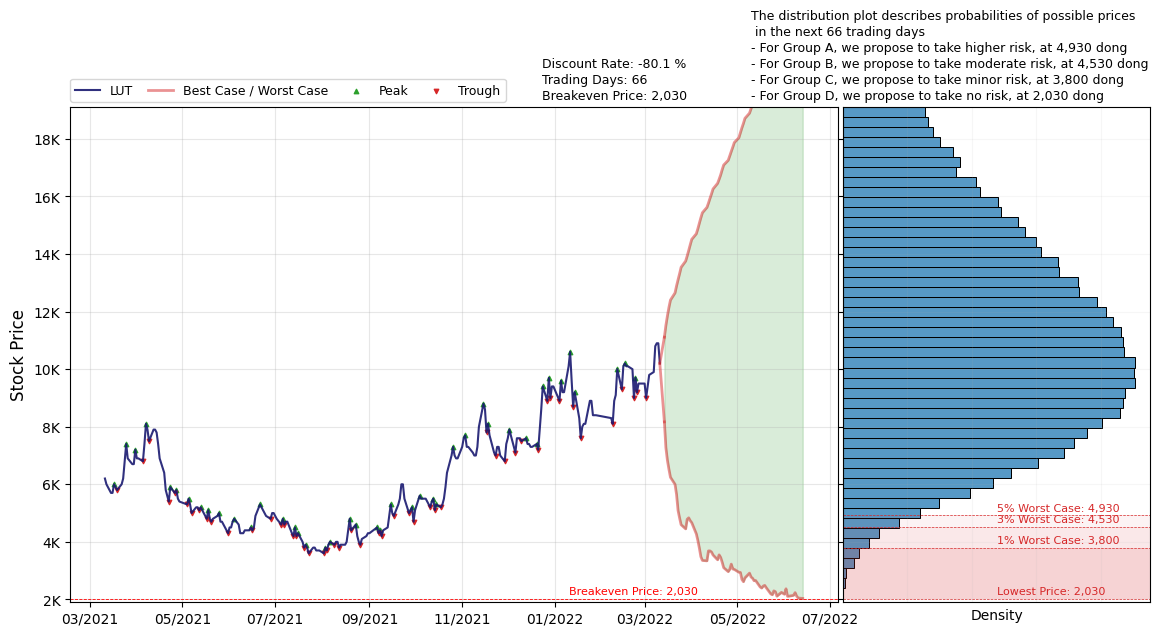 The distribution plot describes probabilities of possible prices
in the next 66 trading days
- For Group A, we propose to take higher risk, at 4,930 dong
- For Group B, we propose to take moderate risk, at 4,530 dong
- For Group C, we propose to take minor risk, at 3,800 dong
- For Group D, we propose to take no risk, at 2,030 dong
Discount Rate: -80.1 %
Trading Days: 66
Breakeven Price: 2,030
LUT Best Case / Worst Case Peak Trough
Stock Price
18K
16K
14K
12K
10K
8K
6K
4K
2K
Breakeven Price: 2,030
03/2021 05/2021 07/2021 09/2021 11/2021 01/2022 03/2022 05/2022 07/2022
5% Worst Case: 4,930
3% Worst Case: 4,530
1% Worst Case: 3,800
Lowest Price: 2,030
Density